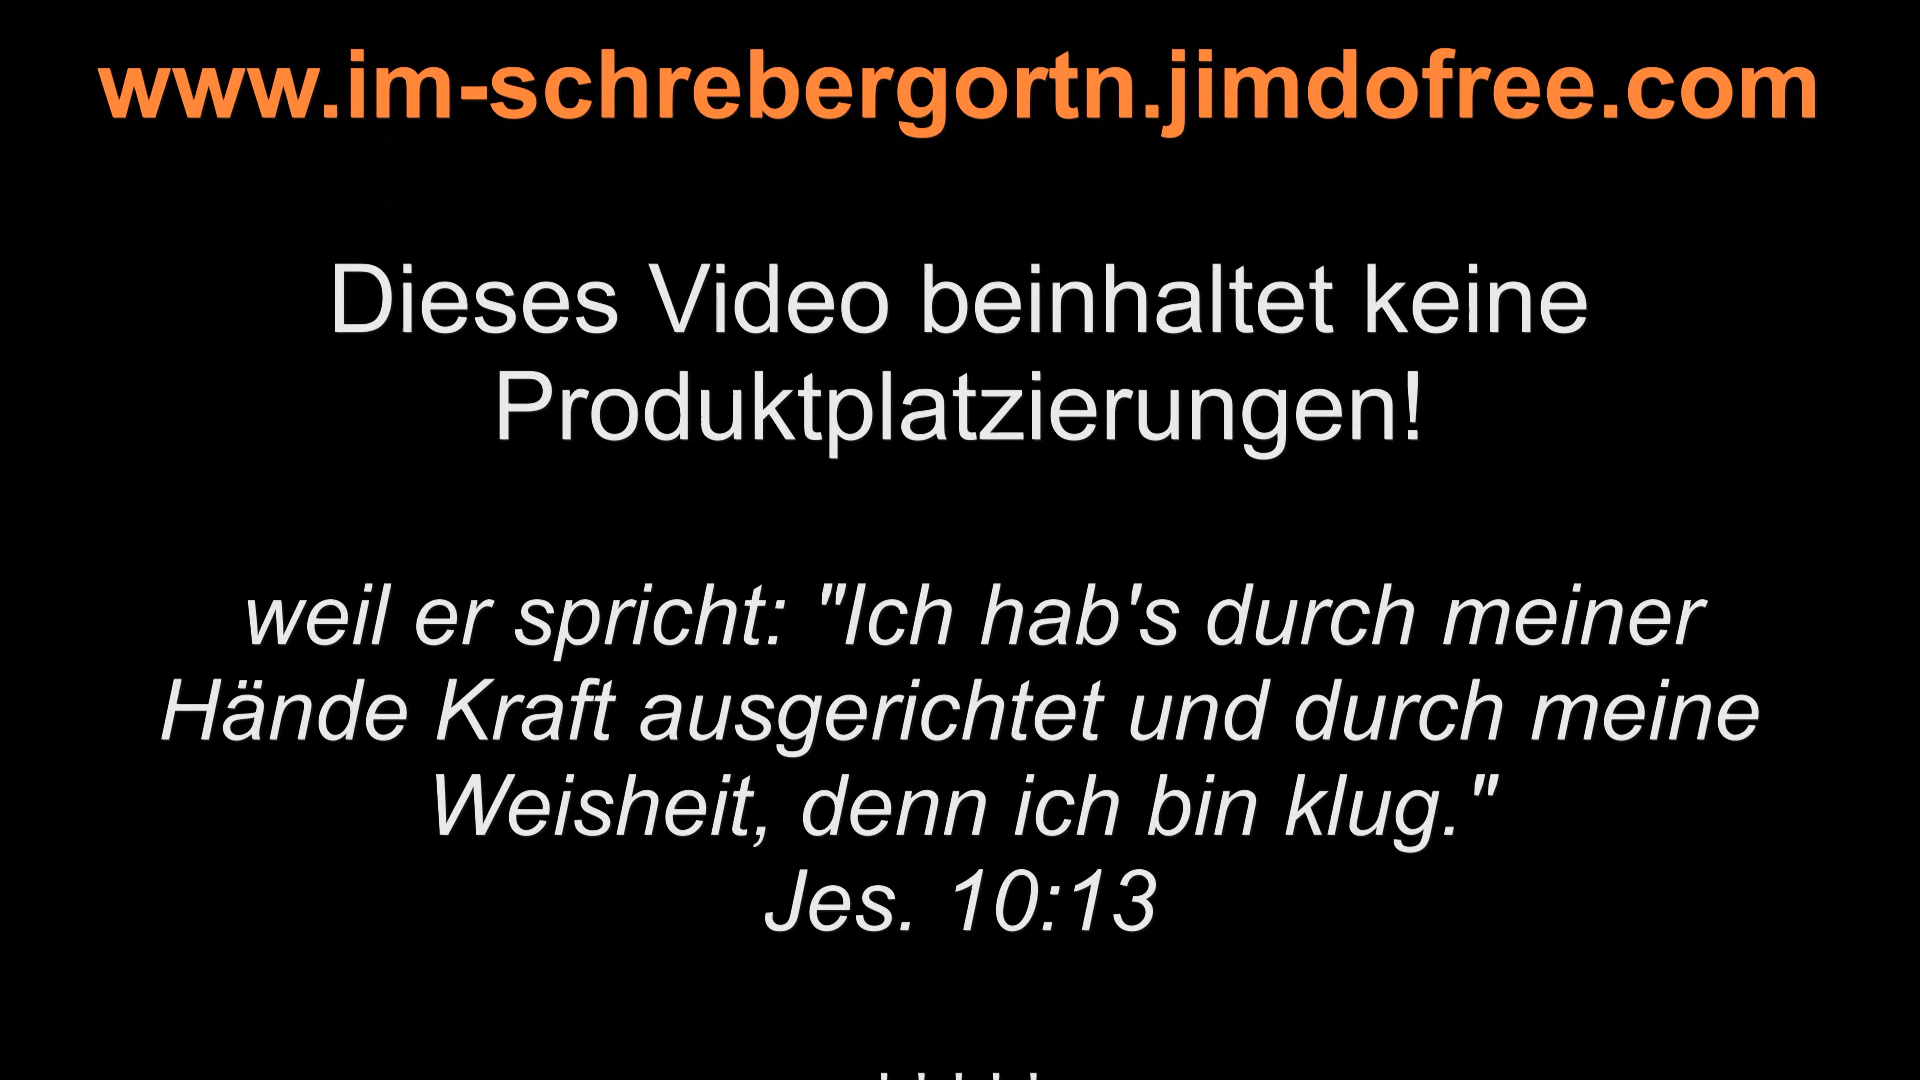 www.im-schrebergortn.jimdofree.com
Dieses Video beinhaltet keine
Produktplatzierungen!
weil er spricht: "Ich hab's durch meiner
Hände Kraft ausgerichtet und durch meine
Weisheit, denn ich bin klug."
Jes. 10:13